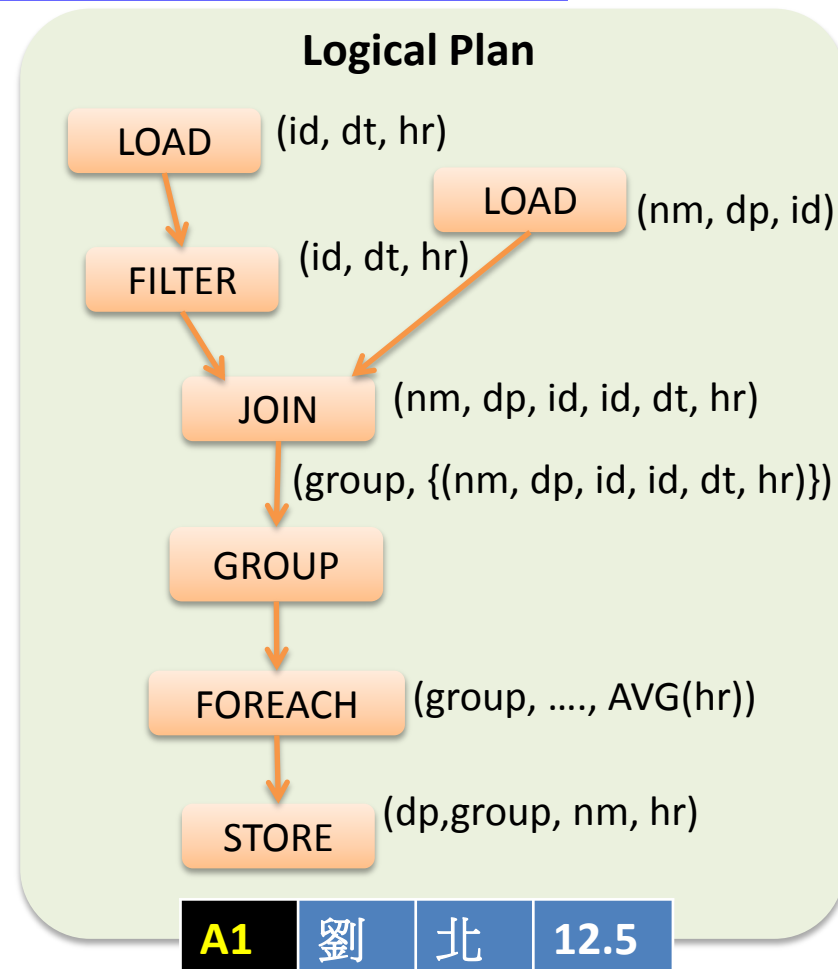 Logical Plan
LOAD
(id, dt, hr)
LOAD
(nm, dp, id)
FILTER
(id, dt, hr)
JOIN
(nm, dp, id, id, dt, hr)
(group, {(nm, dp, id, id, dt, hr)})
GROUP
FOREACH
(group, …., AVG(hr))
STORE
(dp,group, nm, hr)
A1 劉 北 12.5